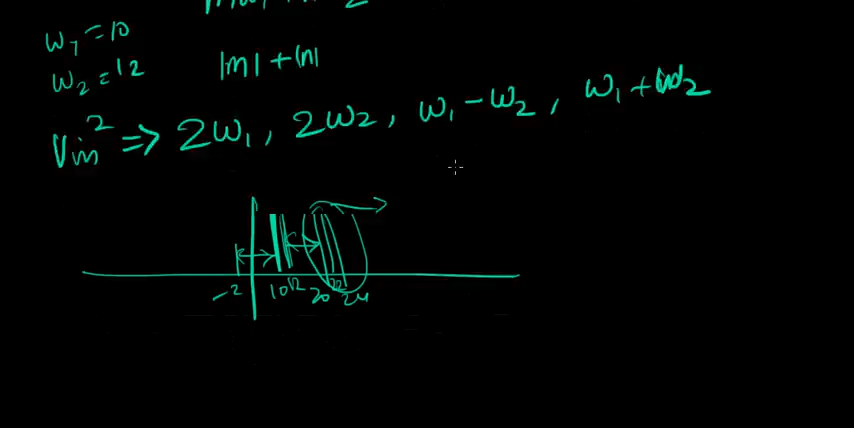 ω₁ = 10
ω₂ = 12
|m| + |n|
Vin² => 2ω₁, 2ω2, ω₁ - ω₂, ω₁ + ω₂
-2 10 12 20 22 24